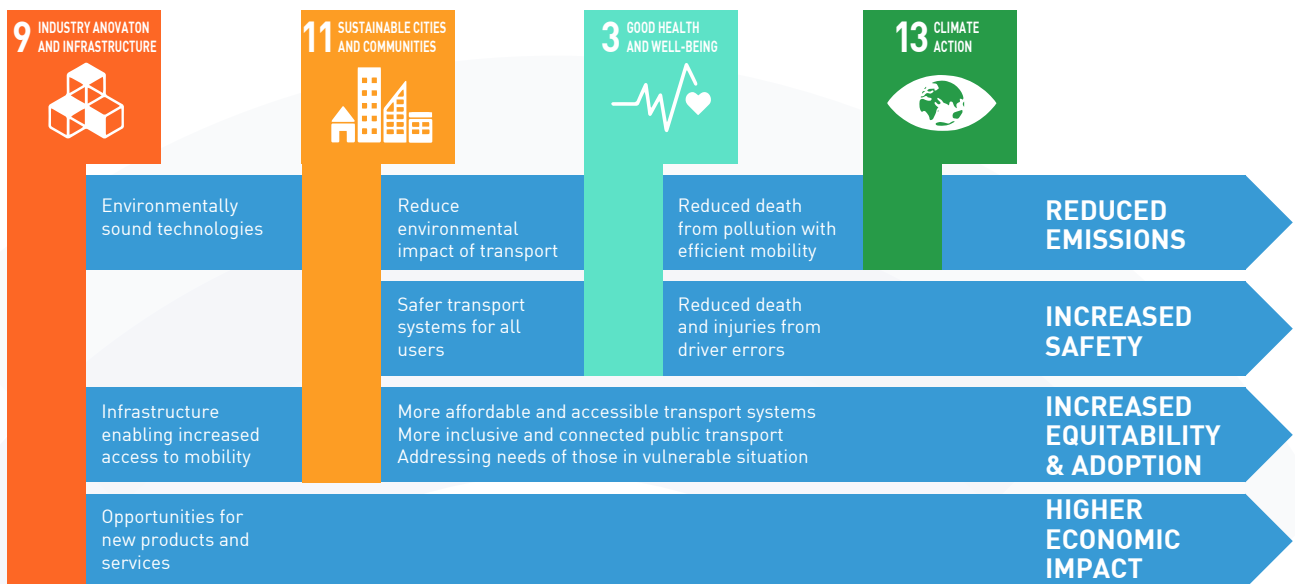 9 INDUSTRY ANOVATON
AND INFRASTRUCTURE
11 SUSTAINABLE CITIES
AND COMMUNITIES
3 GOOD HEALTH
AND WELL-BEING
13 CLIMATE
ACTION
Environmentally
sound technologies
Reduce
environmental
impact of transport
Reduced death
from pollution with
efficient mobility
REDUCED
EMISSIONS
Safer transport
systems for all
users
Reduced death
and injuries from
driver errors
INCREASED
SAFETY
Infrastructure
enabling increased
access to mobility
More affordable and accessible transport systems
More inclusive and connected public transport
Addressing needs of those in vulnerable situation
INCREASED
EQUITABILITY
& ADOPTION
Opportunities for
new products and
services
HIGHER
ECONOMIC
IMPACT